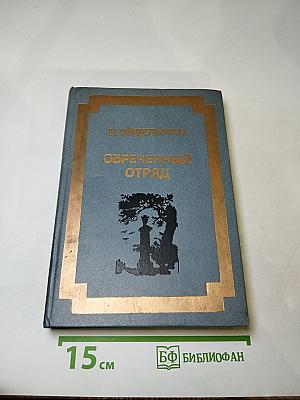 Н. ЭЙДЕЛЬМАН
ОБРЕЧЕННЫЙ
ОТРЯД
15 см
БФ БИБЛИОФАН